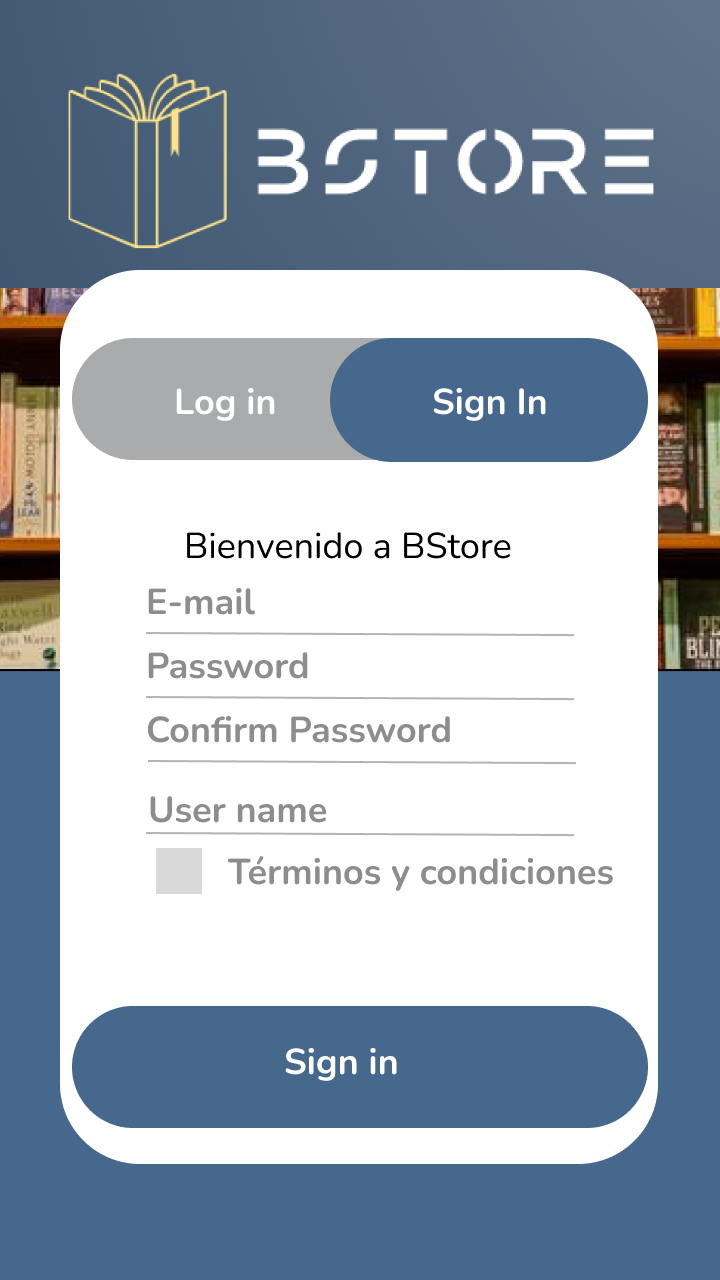 BSTORE
Log in
Sign In
Bienvenido a BStore
E-mail
Password
Confirm Password
User name
Términos y condiciones
Sign in